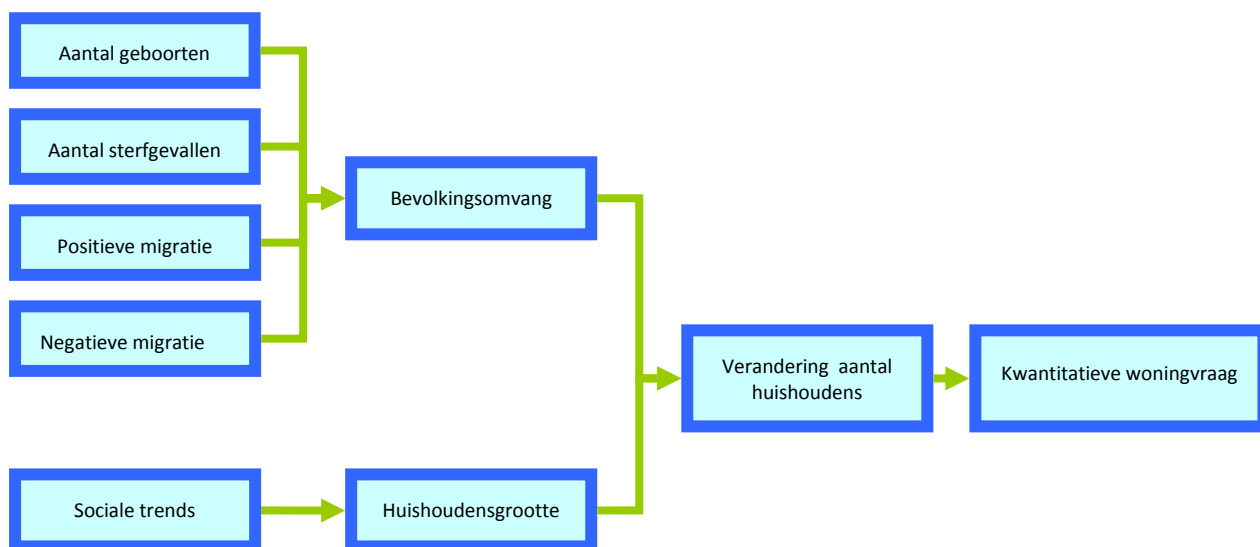 Aantal geboorten
Aantal sterfgevallen
Positieve migratie
Negatieve migratie
Bevolkingsomvang
Sociale trends
Huishoudensgrootte
Verandering aantal
huishoudens
Kwantitatieve woningvraag